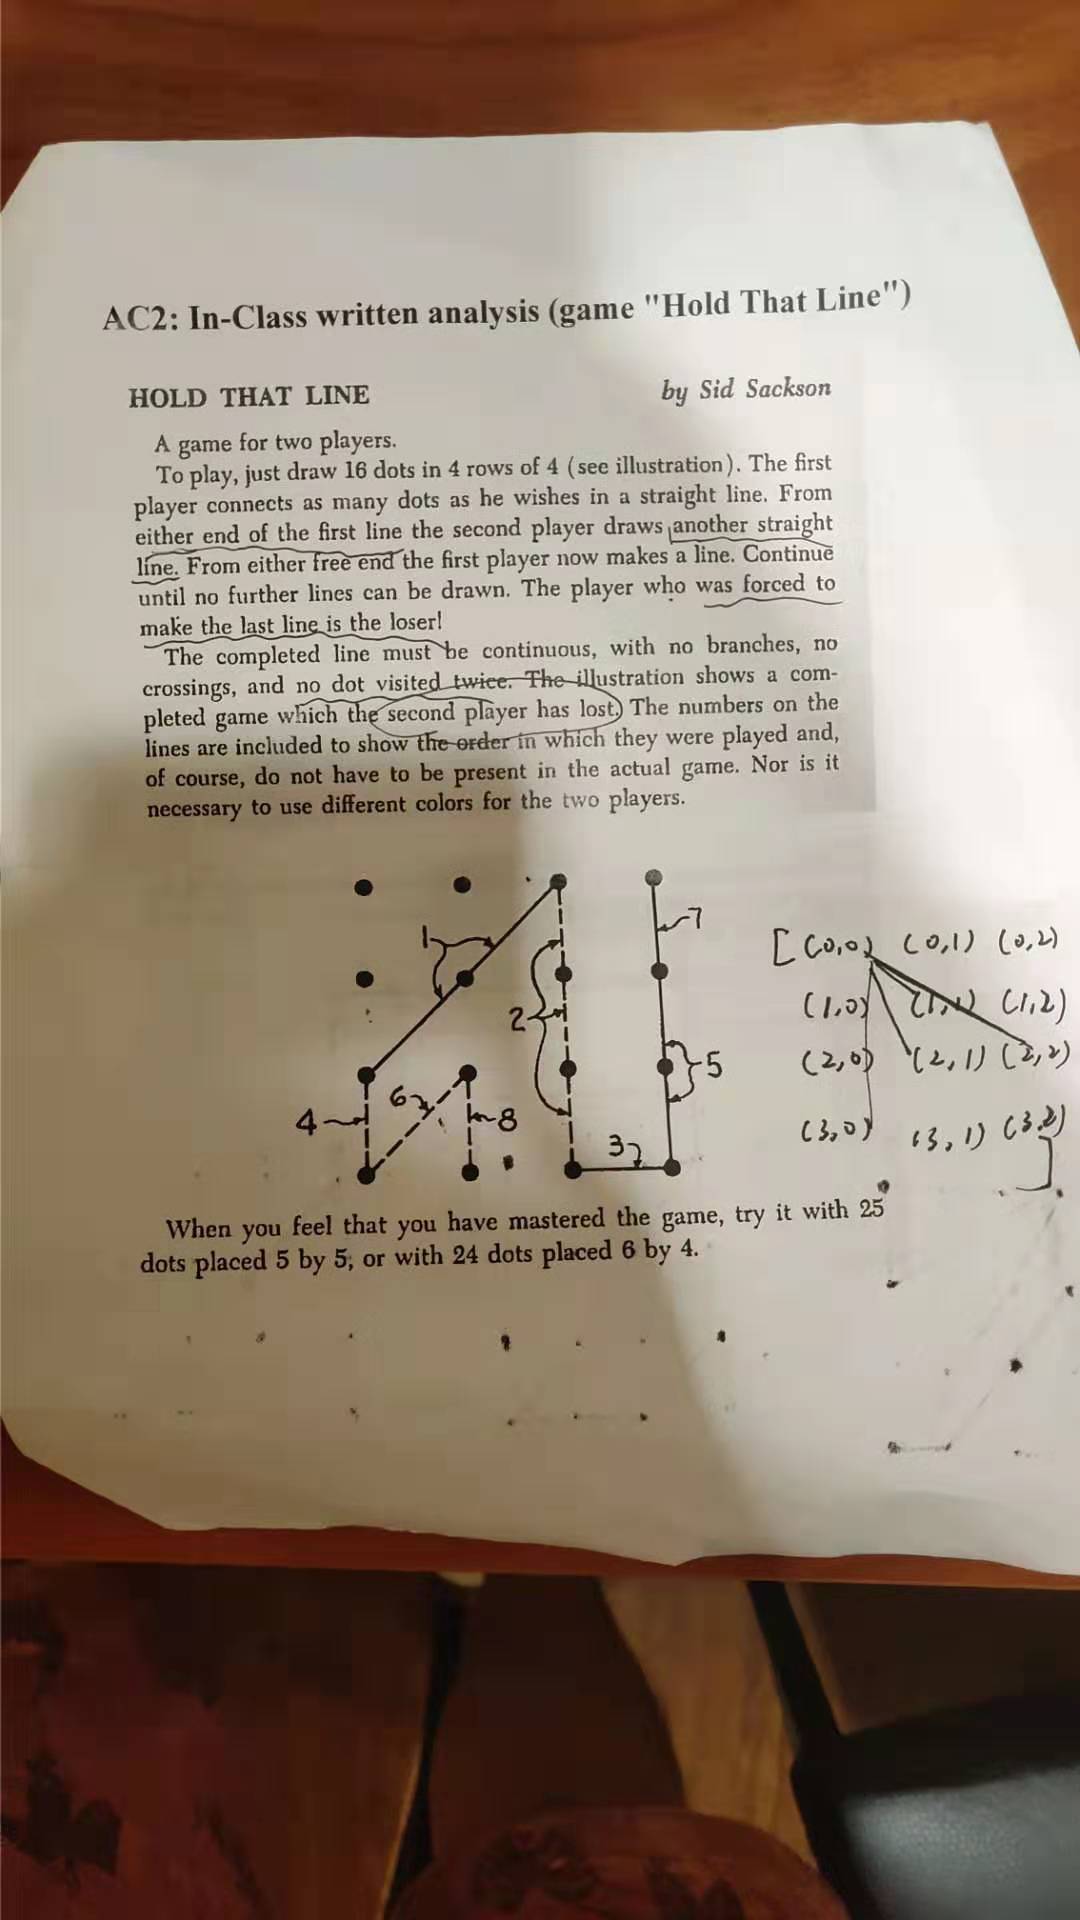 AC2: In-Class written analysis (game "Hold That Line")
HOLD THAT LINE by Sid Sackson
A game for two players.
To play, just draw 16 dots in 4 rows of 4 (see illustration). The first
player connects as many dots as he wishes in a straight line. From
either end of the first line the second player draws another straight
line. From either free end the first player now makes a line. Continue
until no further lines can be drawn. The player who was forced to
make the last line is the loser!
The completed line must be continuous, with no branches, no
crossings, and no dot visited twice. The illustration shows a com-
pleted game which the second player has lost. The numbers on the
lines are included to show the order in which they were played and,
of course, do not have to be present in the actual game. Nor is it
necessary to use different colors for the two players.
1
7
2
5
6
4
8
3
[(0,0) (0,1) (0,2)
(1,0) (1,1) (1,2)
(2,0) (2,1) (2,2)
(3,0) (3,1) (3,2)
]
When you feel that you have mastered the game, try it with 25
dots placed 5 by 5, or with 24 dots placed 6 by 4.